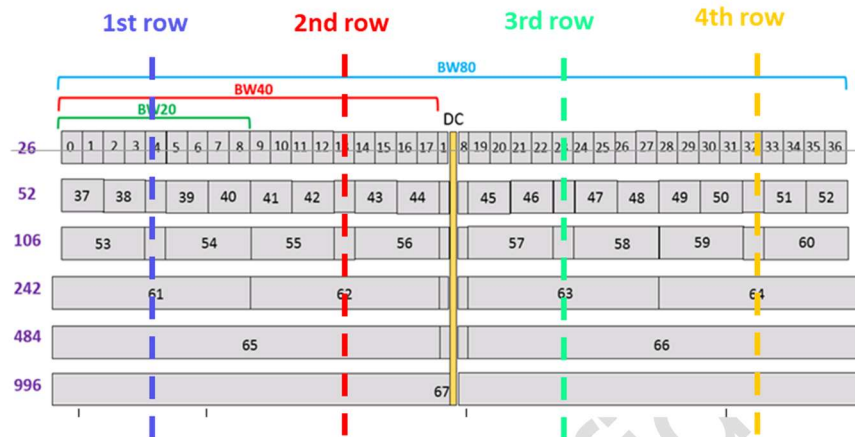 1st row 2nd row 3rd row 4th row
BW80
BW40
BW20 DC
26 0 1 2 3 4 5 6 7 8 9 10 11 12 13 14 15 16 17 1 8 19 20 21 22 23 24 25 26 27 28 29 30 31 32 33 34 35 36
52 37 38 39 40 41 42 43 44 45 46 47 48 49 50 51 52
106 53 54 55 56 57 58 59 60
242 61 62 63 64
484 65 66
996 67